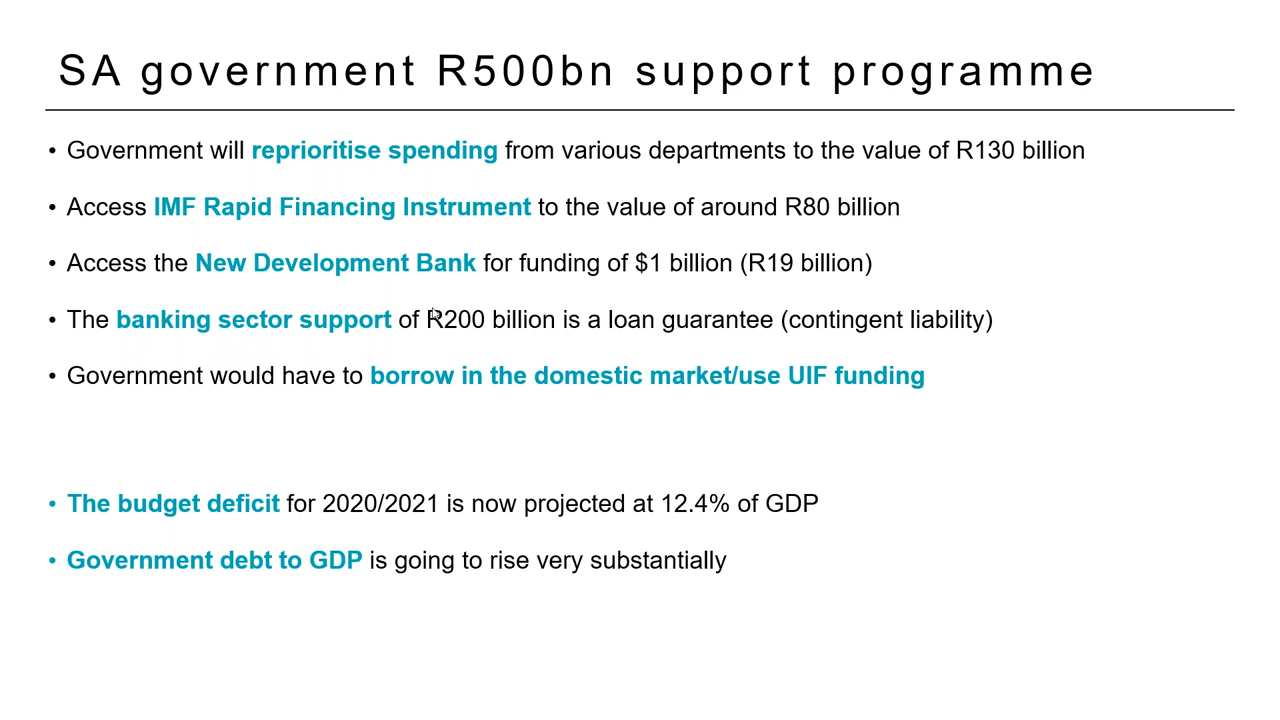 SA government R500bn support programme
• Government will reprioritise spending from various departments to the value of R130 billion
• Access IMF Rapid Financing Instrument to the value of around R80 billion
• Access the New Development Bank for funding of $1 billion (R19 billion)
• The banking sector support of R200 billion is a loan guarantee (contingent liability)
• Government would have to borrow in the domestic market/use UIF funding
• The budget deficit for 2020/2021 is now projected at 12.4% of GDP
• Government debt to GDP is going to rise very substantially